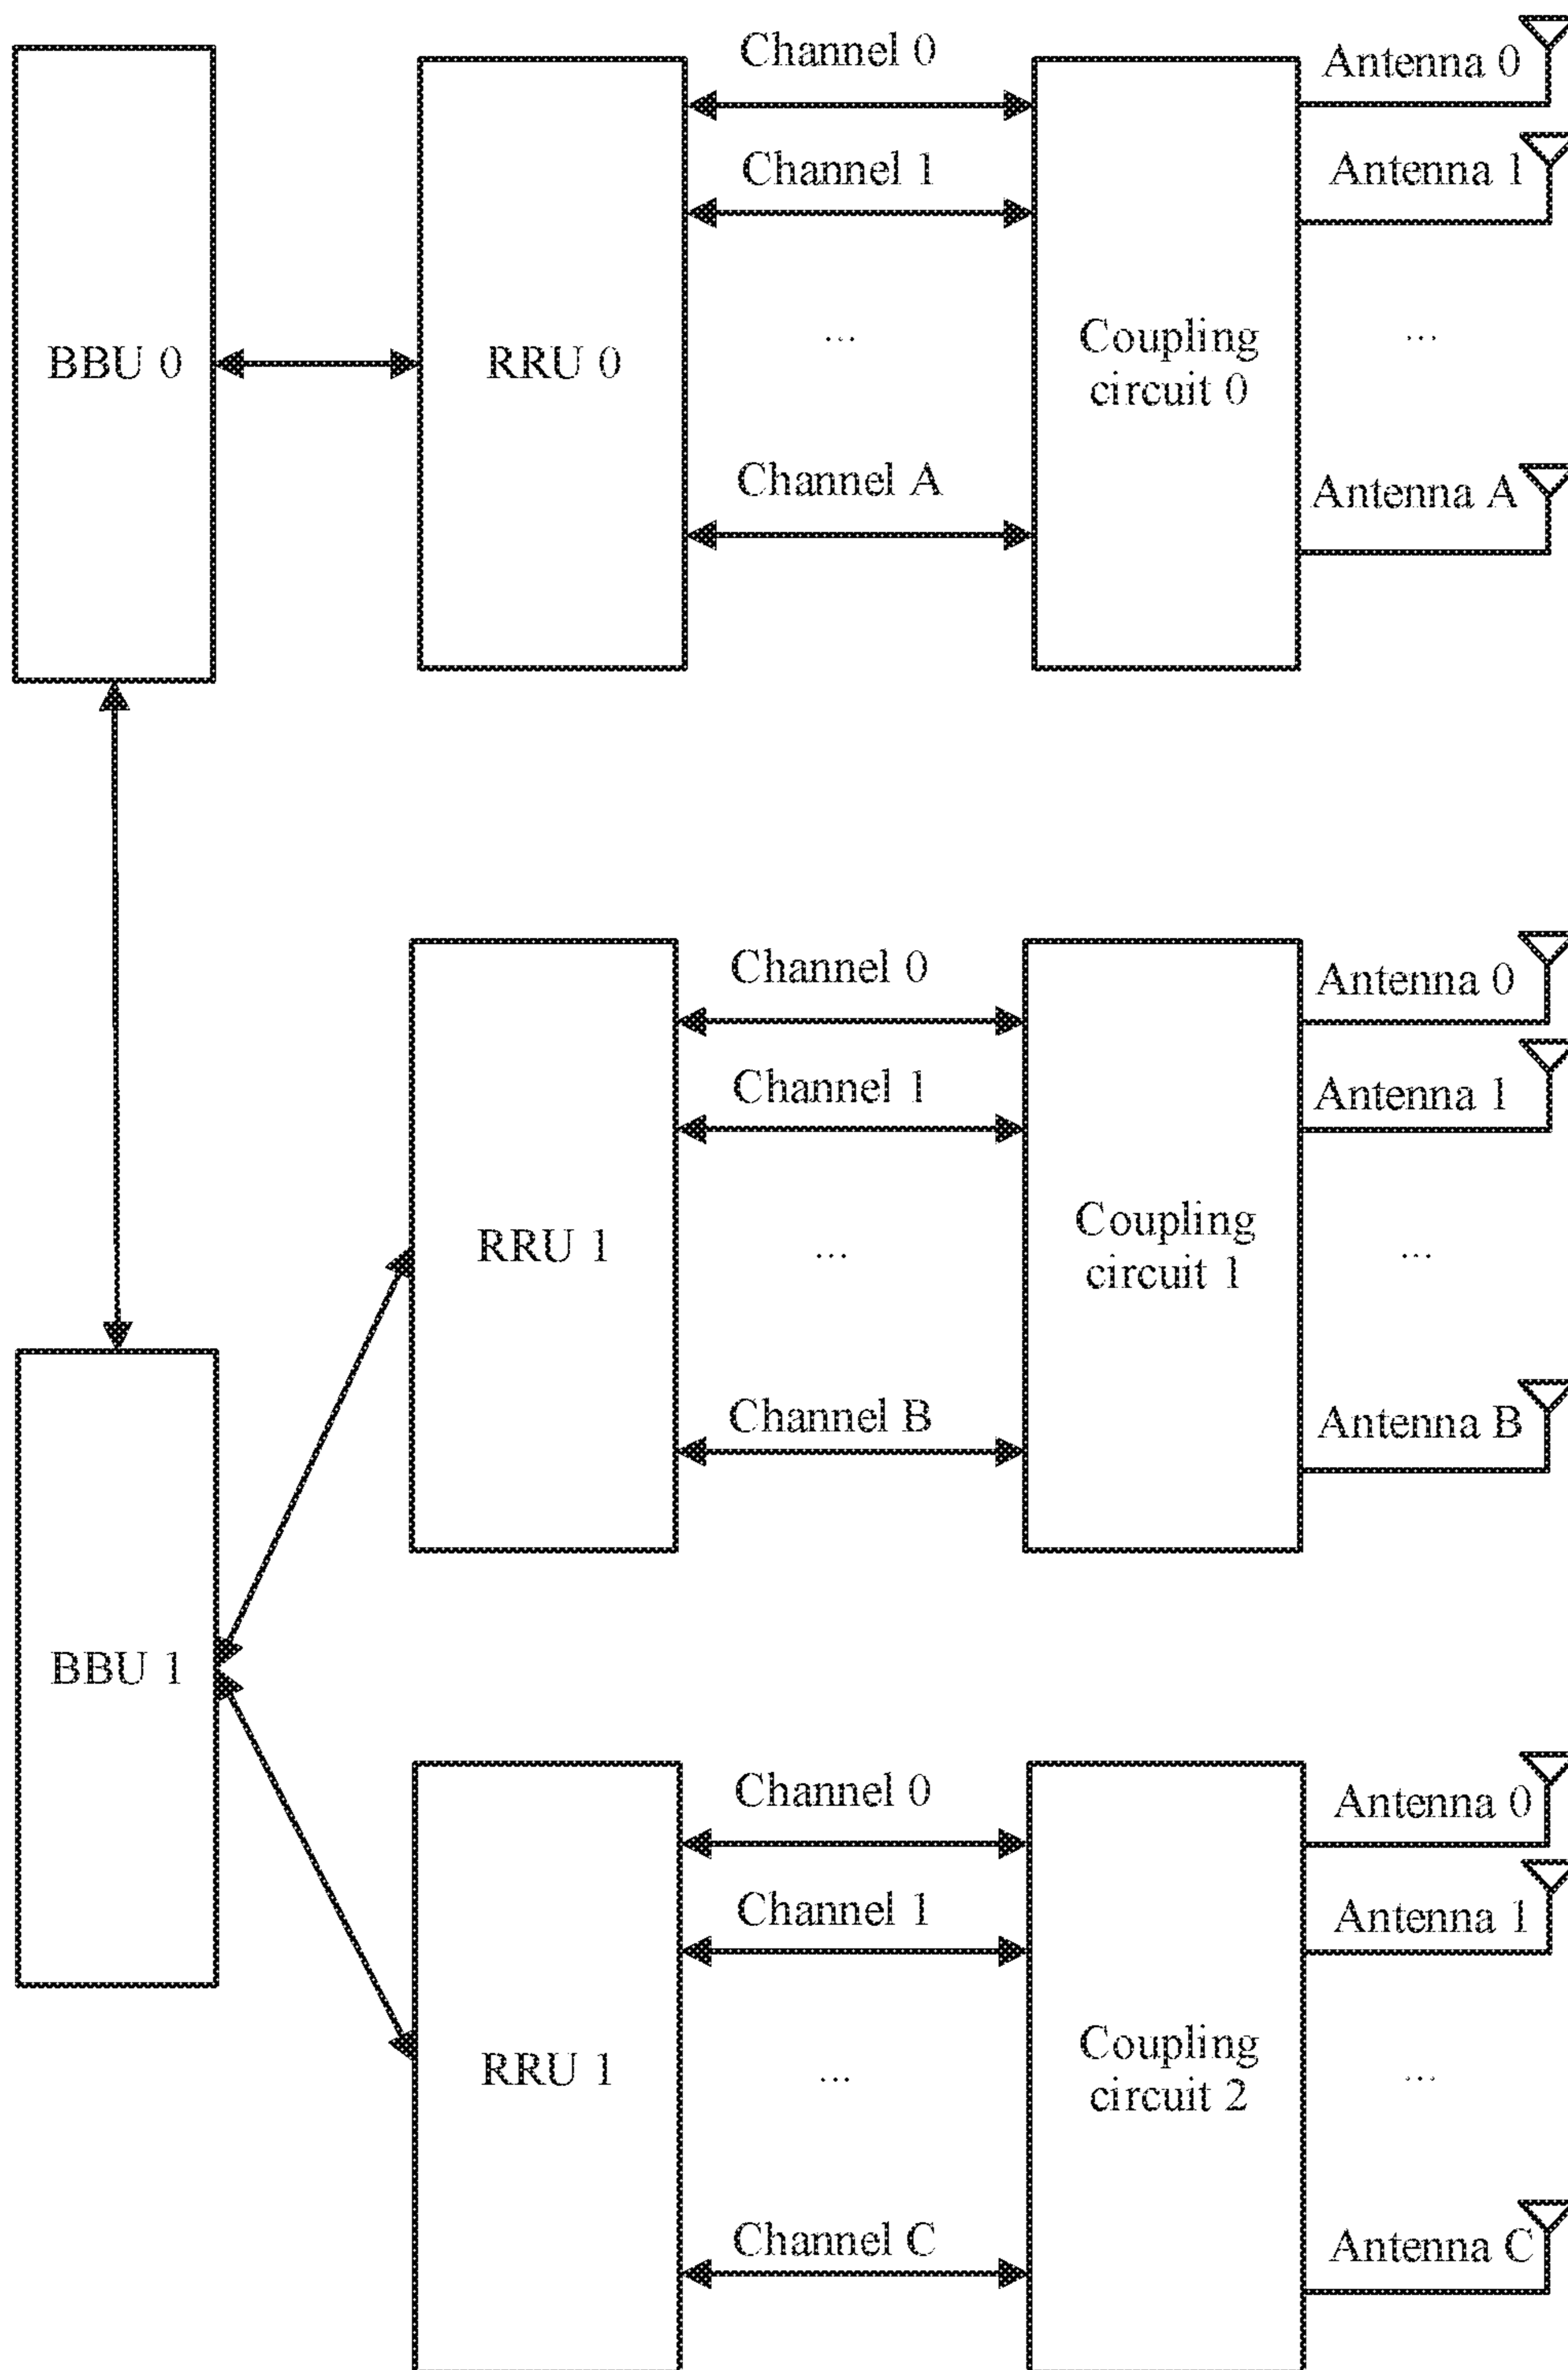 Channel 0
Antenna 0
Channel 1
Antenna 1
BBU 0
RRU 0
...
Coupling
circuit 0
...
Channel A
Antenna A
Channel 0
Antenna 0
Channel 1
Antenna 1
RRU 1
...
Coupling
circuit 1
...
Channel B
Antenna B
BBU 1
Channel 0
Antenna 0
Channel 1
Antenna 1
RRU 1
...
Coupling
circuit 2
...
Channel C
Antenna C